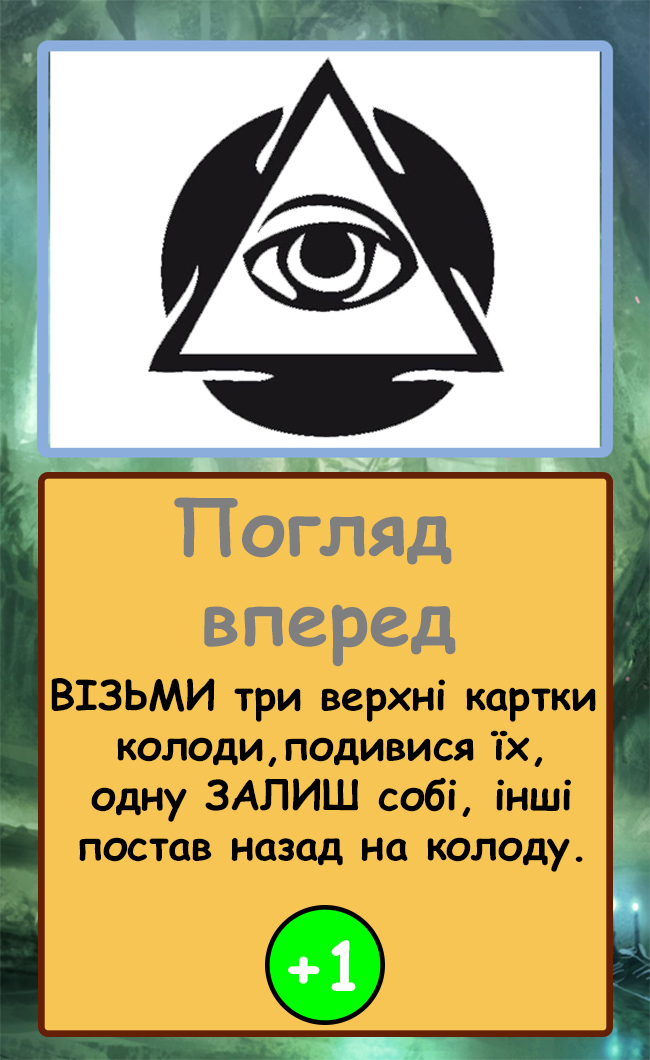 Погляд
вперед
ВІЗЬМИ три верхні картки
колоди,подивися їх,
одну ЗАЛИШ собі, інші
постав назад на колоду.
+1